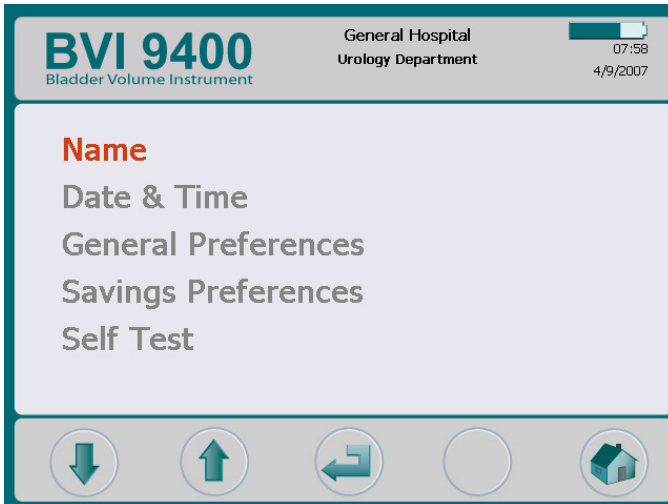 BVI 9400
Bladder Volume Instrument
General Hospital
Urology Department
07:58
4/9/2007
Name
Date & Time
General Preferences
Savings Preferences
Self Test